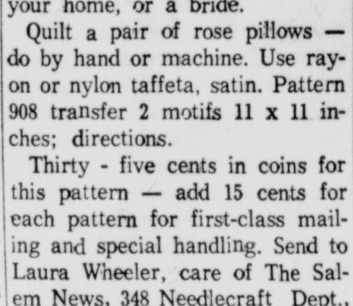 your home, or a bride.
Quilt a pair of rose pillows —
do by hand or machine. Use ray-
on or nylon taffeta, satin. Pattern
908 transfer 2 motifs 11 x 11 in-
ches; directions.
Thirty - five cents in coins for
this pattern — add 15 cents for
each pattern for first-class mail-
ing and special handling. Send to
Laura Wheeler, care of The Sal-
em News, 348 Needlecraft Dept.,